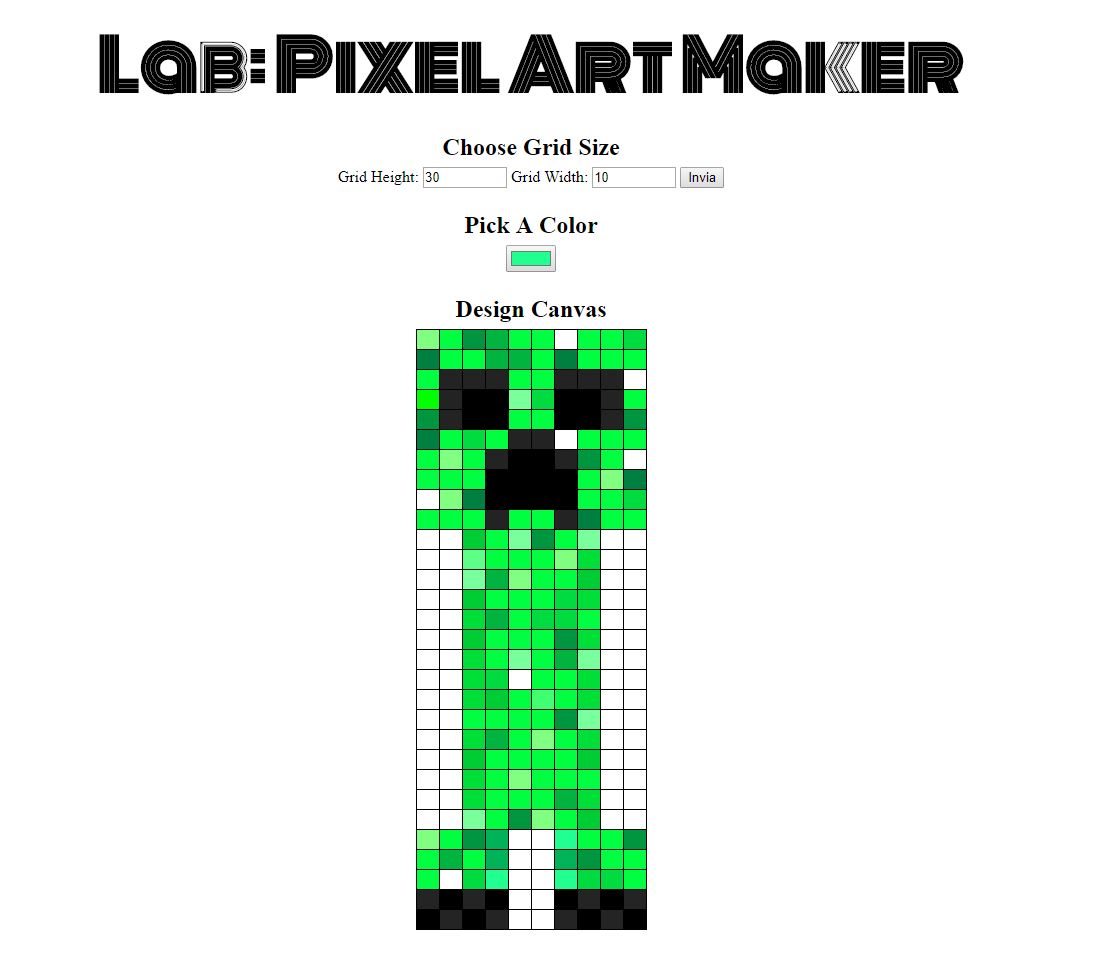 Lab: Pixel Art Maker
Choose Grid Size
Grid Height: 30 Grid Width: 10 Invia
Pick A Color
Design Canvas